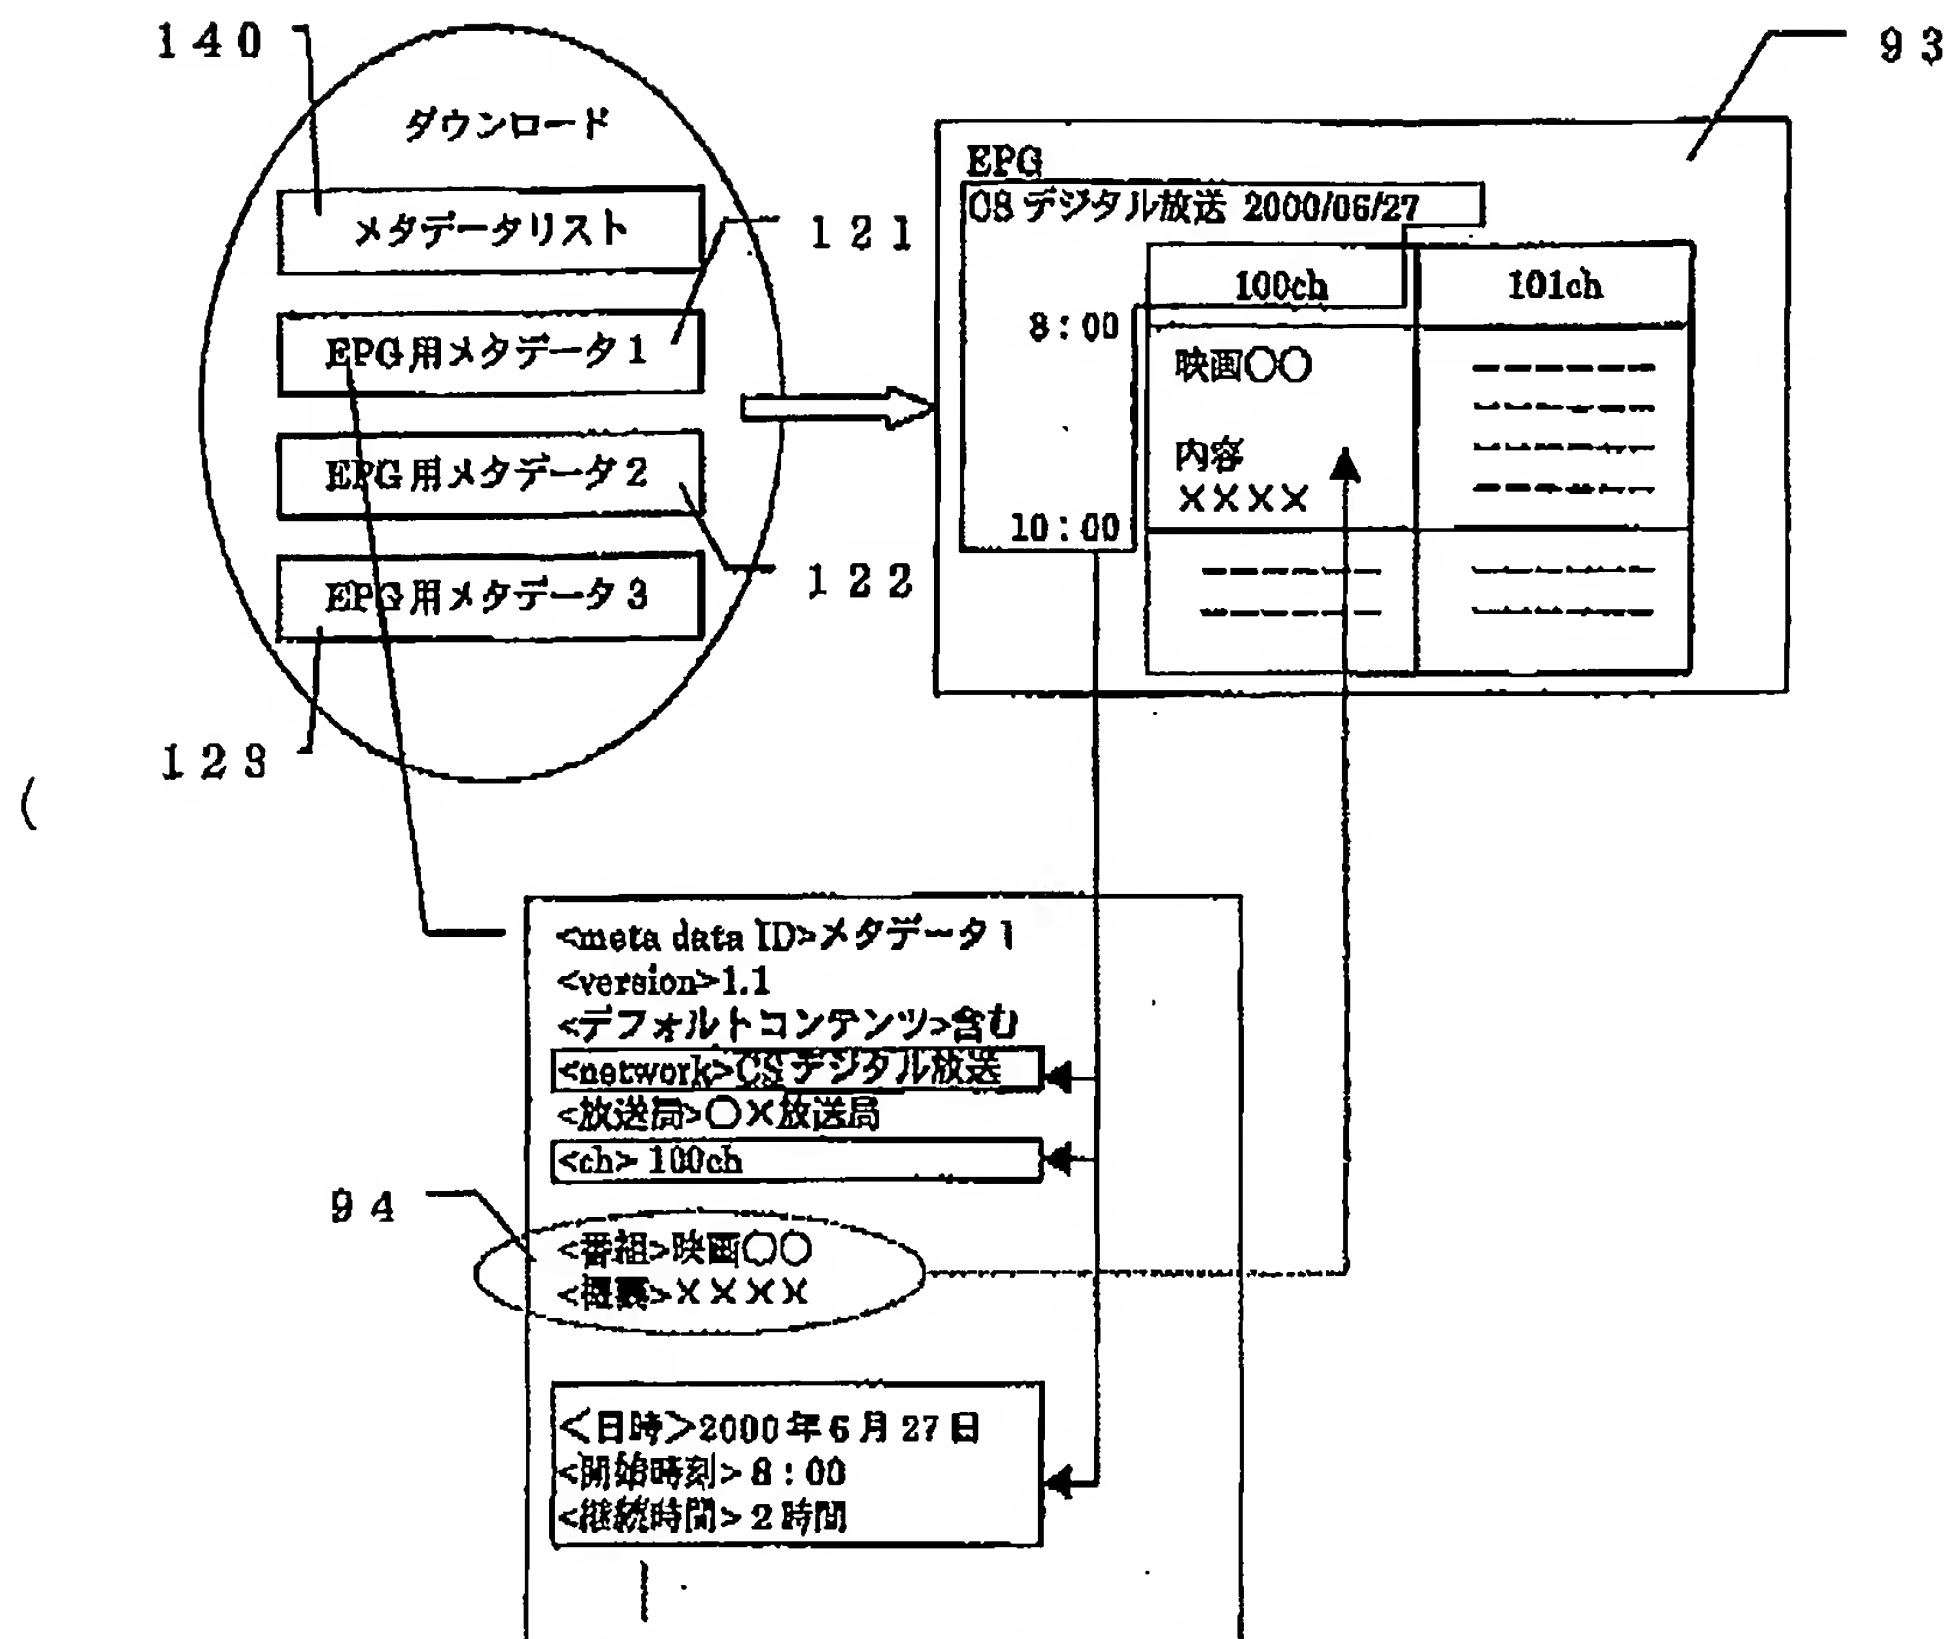 140
ダウンロード
メタデータリスト
EPG用メタデータ1
EPG用メタデータ2
EPG用メタデータ3
121
122
123
93
EPG
CSデジタル放送 2000/06/27
100ch
101ch
8:00
映画○○
内容
××××
10:00
<meta data ID>メタデータ1
<version>1.1
<デフォルトコンテンツ>含む
<network>CSデジタル放送
<放送局>○×放送局
<ch> 100ch
94
<番組>映画○○
<概要>××××
<日時>2000年6月27日
<開始時刻>8:00
<継続時間>2時間